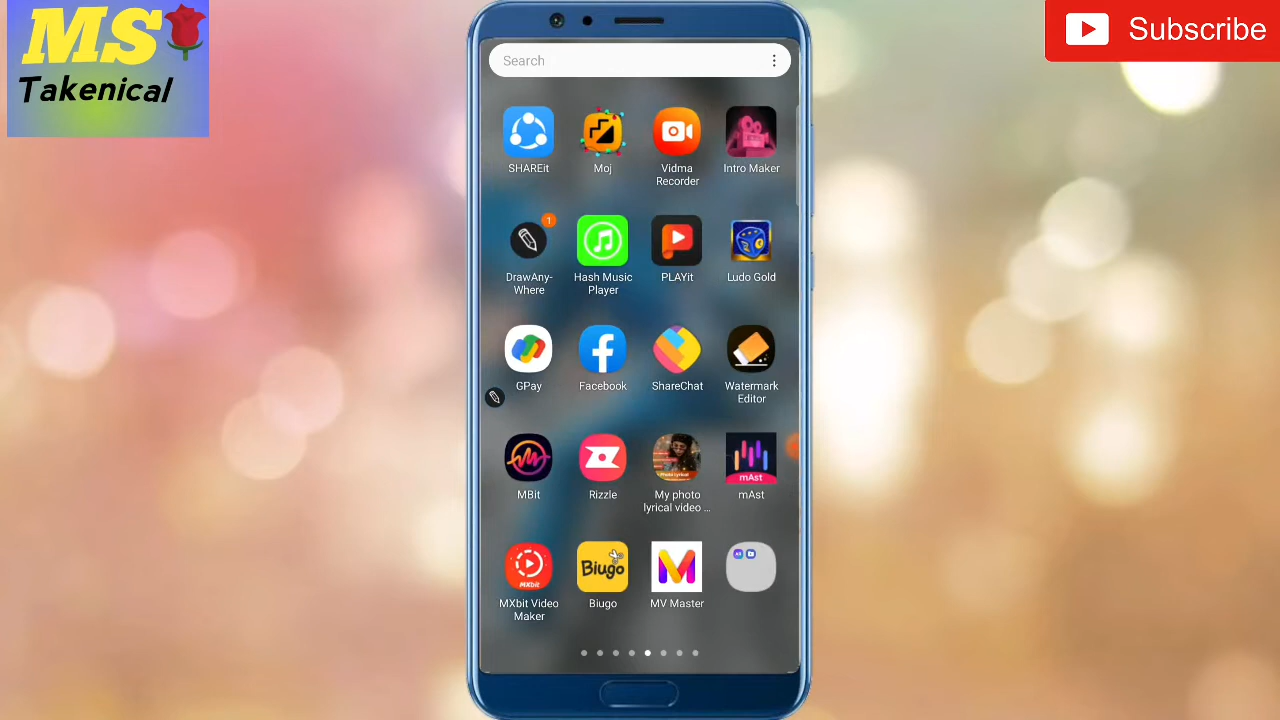 MS
Takenical
Subscribe
Search
SHAREit
Moj
Vidma
Recorder
Intro Maker
1
DrawAny-
Where
Hash Music
Player
PLAYit
Ludo Gold
GPay
Facebook
ShareChat
Watermark
Editor
MBit
Rizzle
My photo
lyrical video ...
mAst
mAst
MXbit
Biugo
MXbit Video
Maker
Biugo
MV Master